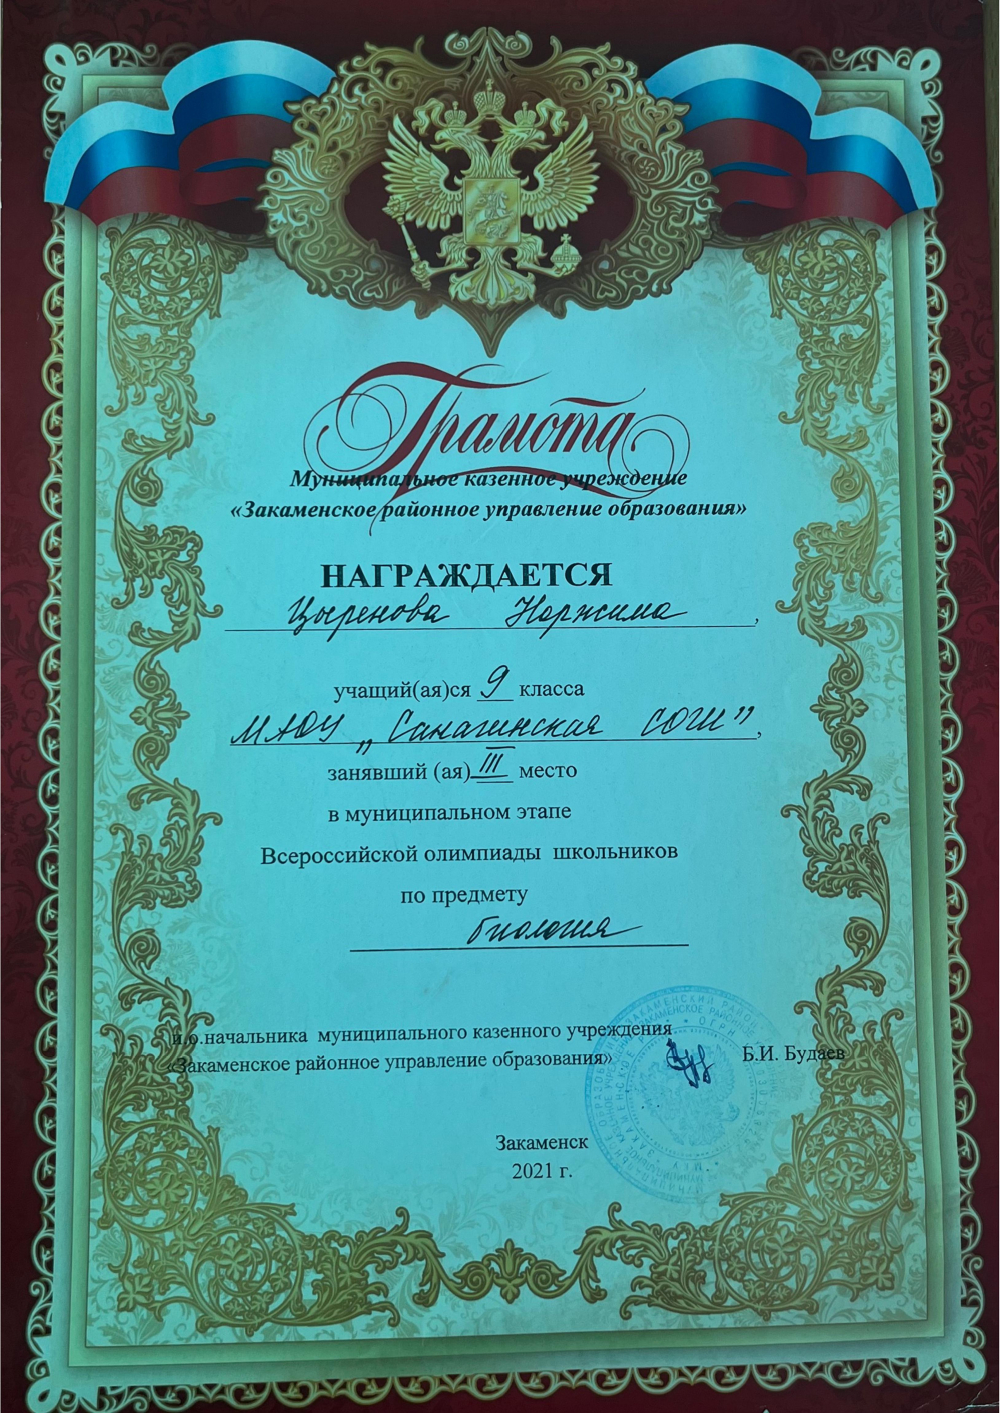 Грамота
Муниципальное казенное учреждение
«Закаменское районное управление образования»
НАГРАЖДАЕТСЯ
Цыренова Норжима,
учащий(ая)ся 9 класса
МАОУ „Санагинская СОШ”,
занявший (ая) III место
в муниципальном этапе
Всероссийской олимпиады школьников
по предмету
биология
и.о.начальника муниципального казенного учреждения
«Закаменское районное управление образования»
Б.И. Будаев
Закаменск
2021 г.